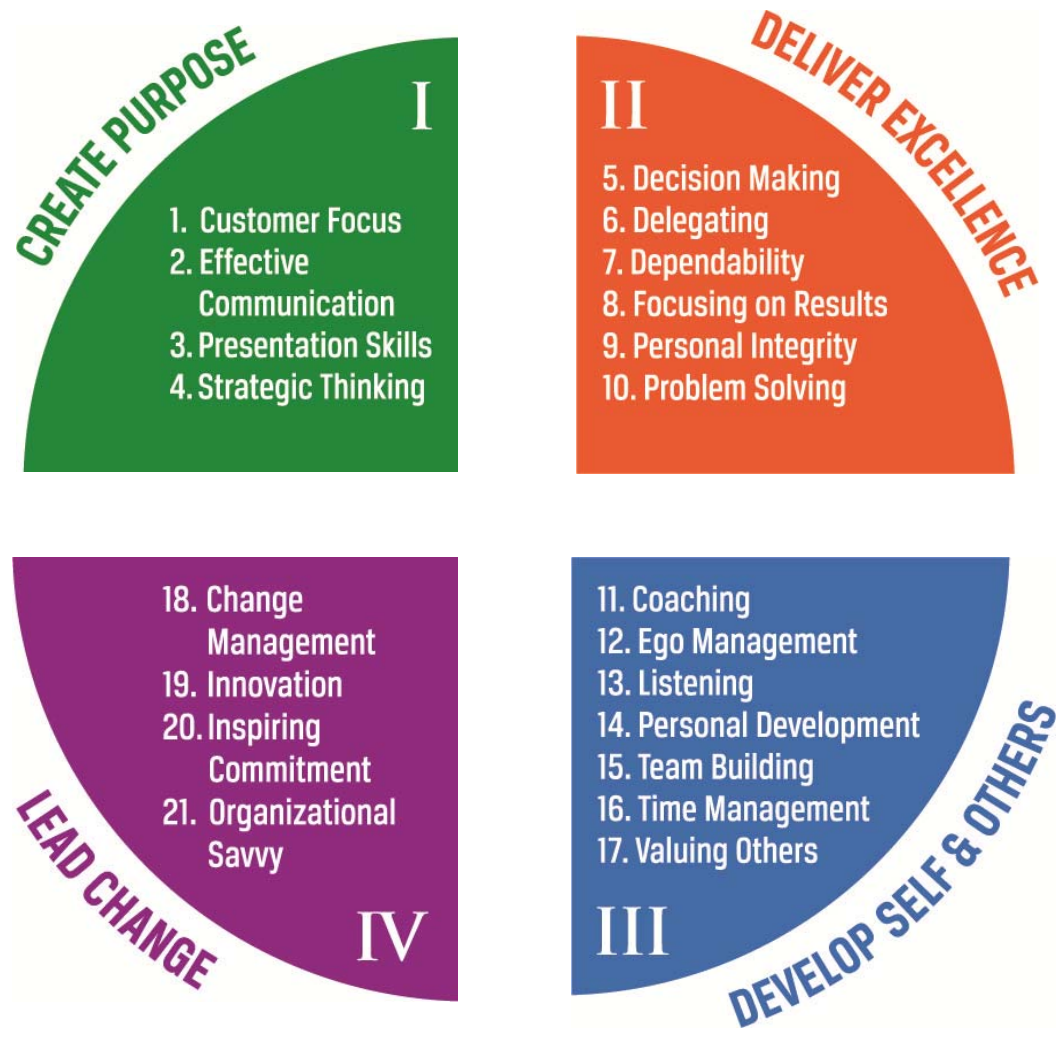 CREATE PURPOSE
I
1. Customer Focus
2. Effective
Communication
3. Presentation Skills
4. Strategic Thinking
DELIVER EXCELLENCE
II
5. Decision Making
6. Delegating
7. Dependability
8. Focusing on Results
9. Personal Integrity
10. Problem Solving
11. Coaching
12. Ego Management
13. Listening
14. Personal Development
15. Team Building
16. Time Management
17. Valuing Others
III
DEVELOP SELF & OTHERS
18. Change
Management
19. Innovation
20. Inspiring
Commitment
21. Organizational
Savvy
IV
LEAD CHANGE